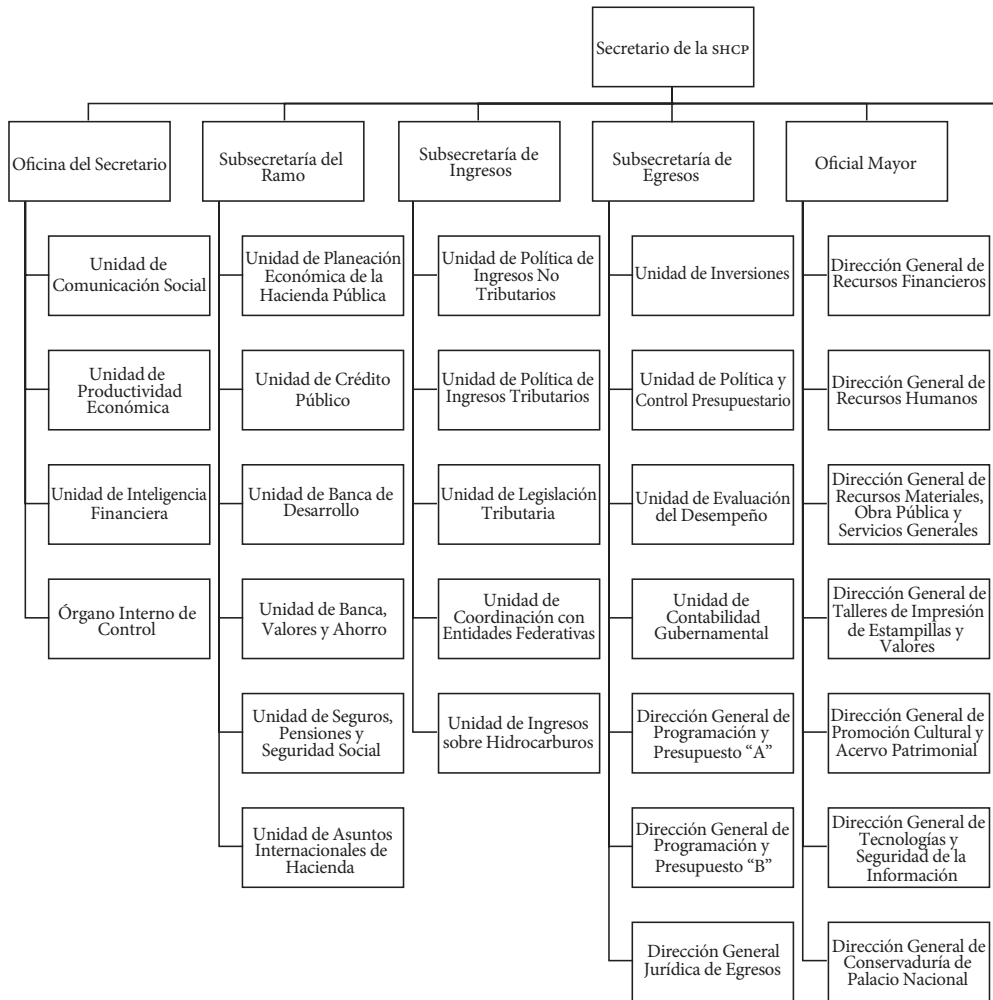 Secretario de la SHCP
Oficina del Secretario
Subsecretaría del
Ramo
Subsecretaría de
Ingresos
Subsecretaría de
Egresos
Oficial Mayor
Unidad de
Comunicación Social
Unidad de
Productividad
Económica
Unidad de Inteligencia
Financiera
Órgano Interno de
Control
Unidad de Planeación
Económica de la
Hacienda Pública
Unidad de Crédito
Público
Unidad de Banca de
Desarrollo
Unidad de Banca,
Valores y Ahorro
Unidad de Seguros,
Pensiones y
Seguridad Social
Unidad de Asuntos
Internacionales de
Hacienda
Unidad de Política de
Ingresos No
Tributarios
Unidad de Política de
Ingresos Tributarios
Unidad de Legislación
Tributaria
Unidad de
Coordinación con
Entidades Federativas
Unidad de Ingresos
sobre Hidrocarburos
Unidad de Inversiones
Unidad de Política y
Control Presupuestario
Unidad de Evaluación
del Desempeño
Unidad de
Contabilidad
Gubernamental
Dirección General de
Programación y
Presupuesto “A”
Dirección General de
Programación y
Presupuesto “B”
Dirección General
Jurídica de Egresos
Dirección General de
Recursos Financieros
Dirección General de
Recursos Humanos
Dirección General de
Recursos Materiales,
Obra Pública y
Servicios Generales
Dirección General de
Talleres de Impresión
de Estampillas y
Valores
Dirección General de
Promoción Cultural y
Acervo Patrimonial
Dirección General de
Tecnologías y
Seguridad de la
Información
Dirección General de
Conservaduría de
Palacio Nacional